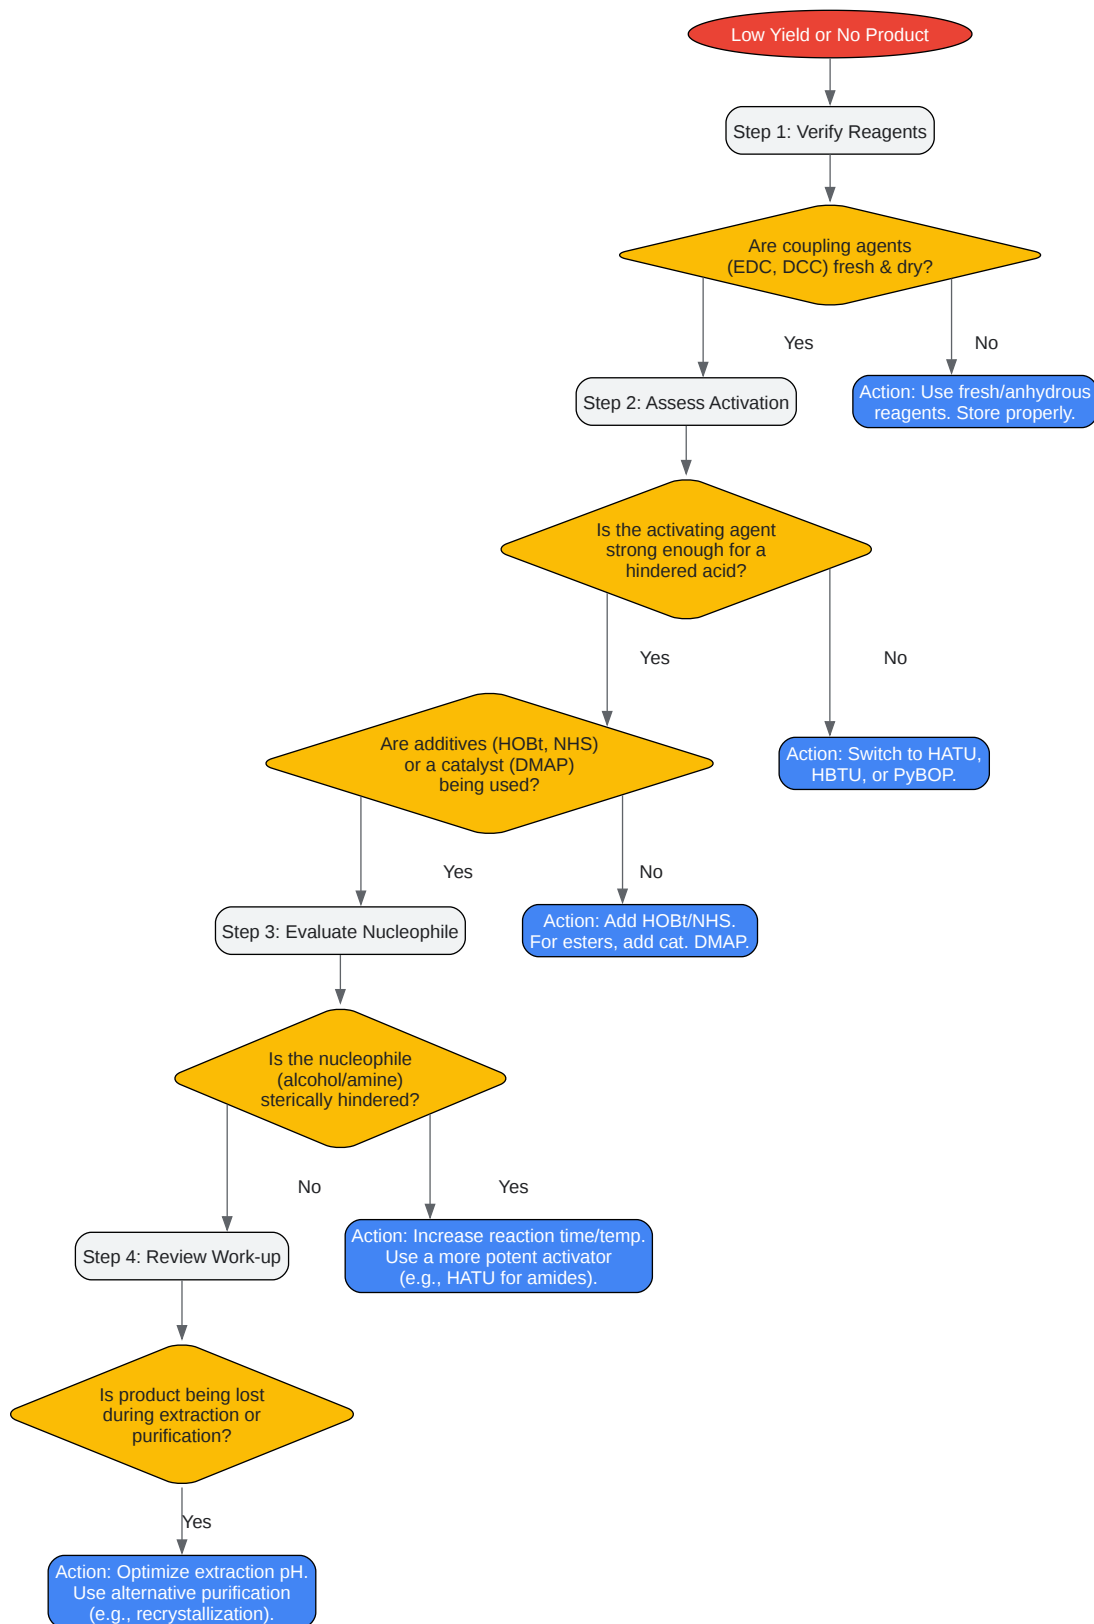 Low Yield or No Product
Step 1: Verify Reagents
Are coupling agents
(EDC, DCC) fresh & dry?
Yes
No
Step 2: Assess Activation
Action: Use fresh/anhydrous
reagents. Store properly.
Is the activating agent
strong enough for a
hindered acid?
Yes
No
Are additives (HOBt, NHS)
or a catalyst (DMAP)
being used?
Action: Switch to HATU,
HBTU, or PyBOP.
Yes
No
Step 3: Evaluate Nucleophile
Action: Add HOBt/NHS.
For esters, add cat. DMAP.
Is the nucleophile
(alcohol/amine)
sterically hindered?
No
Yes
Step 4: Review Work-up
Action: Increase reaction time/temp.
Use a more potent activator
(e.g., HATU for amides).
Is product being lost
during extraction or
purification?
Yes
Action: Optimize extraction pH.
Use alternative purification
(e.g., recrystallization).